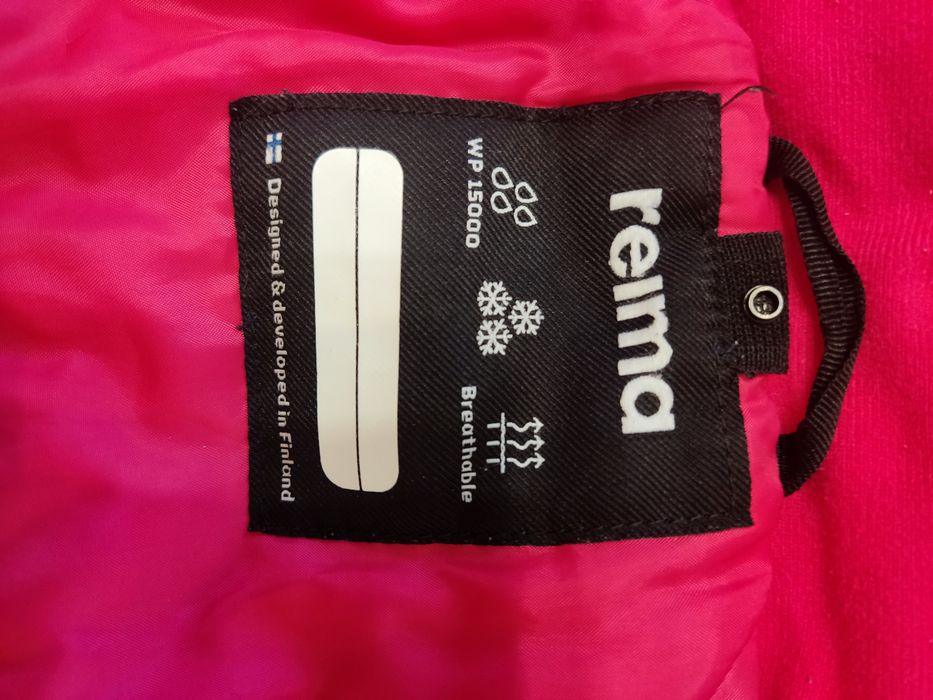 reima
WP 15000
Breathable
Designed & developed in Finland